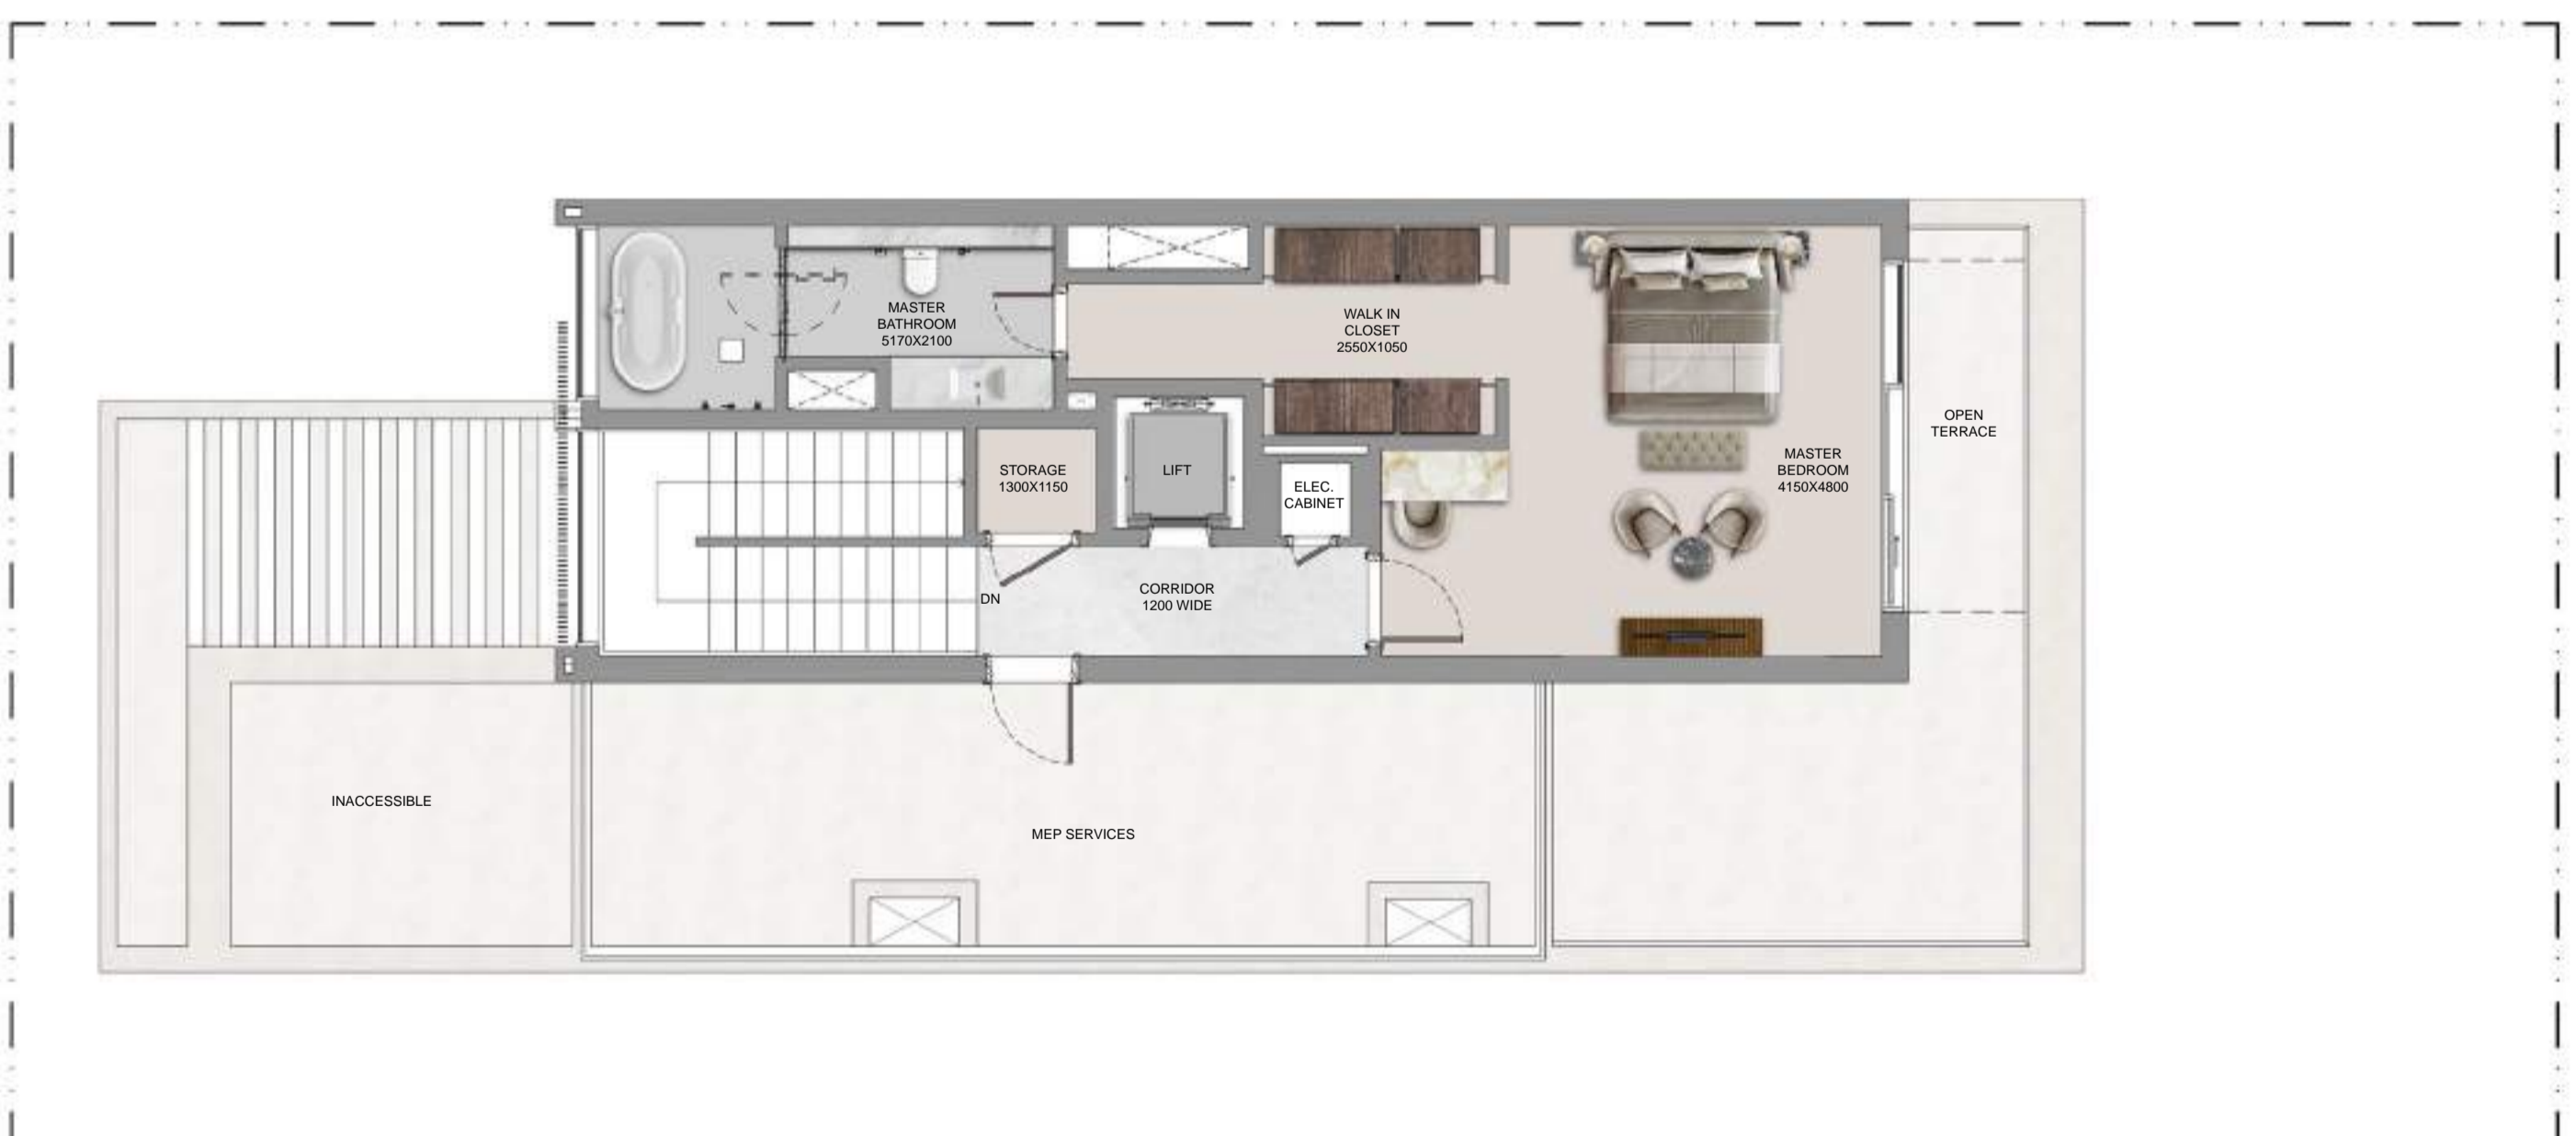 MASTER
BATHROOM
5170X2100
WALK IN
CLOSET
2550X1050
OPEN
TERRACE
MASTER
BEDROOM
4150X4800
STORAGE
1300X1150
LIFT
ELEC.
CABINET
DN
CORRIDOR
1200 WIDE
INACCESSIBLE
MEP SERVICES